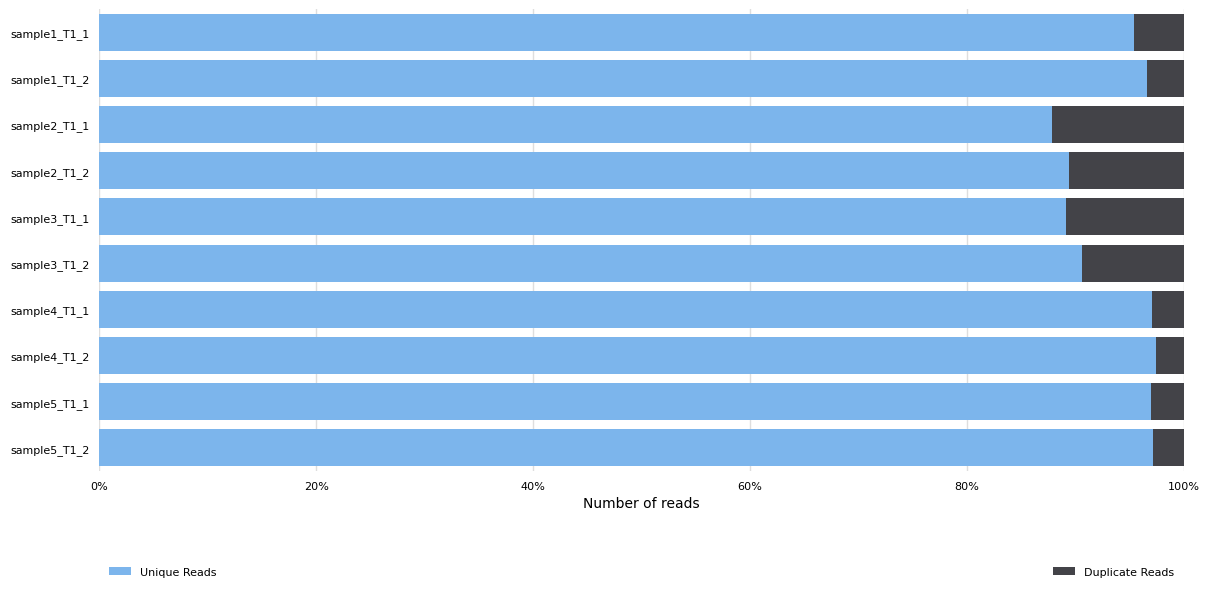 sample1_T1_1
sample1_T1_2
sample2_T1_1
sample2_T1_2
sample3_T1_1
sample3_T1_2
sample4_T1_1
sample4_T1_2
sample5_T1_1
sample5_T1_2
0% 20% 40% 60% 80% 100%
Number of reads
Unique Reads Duplicate Reads